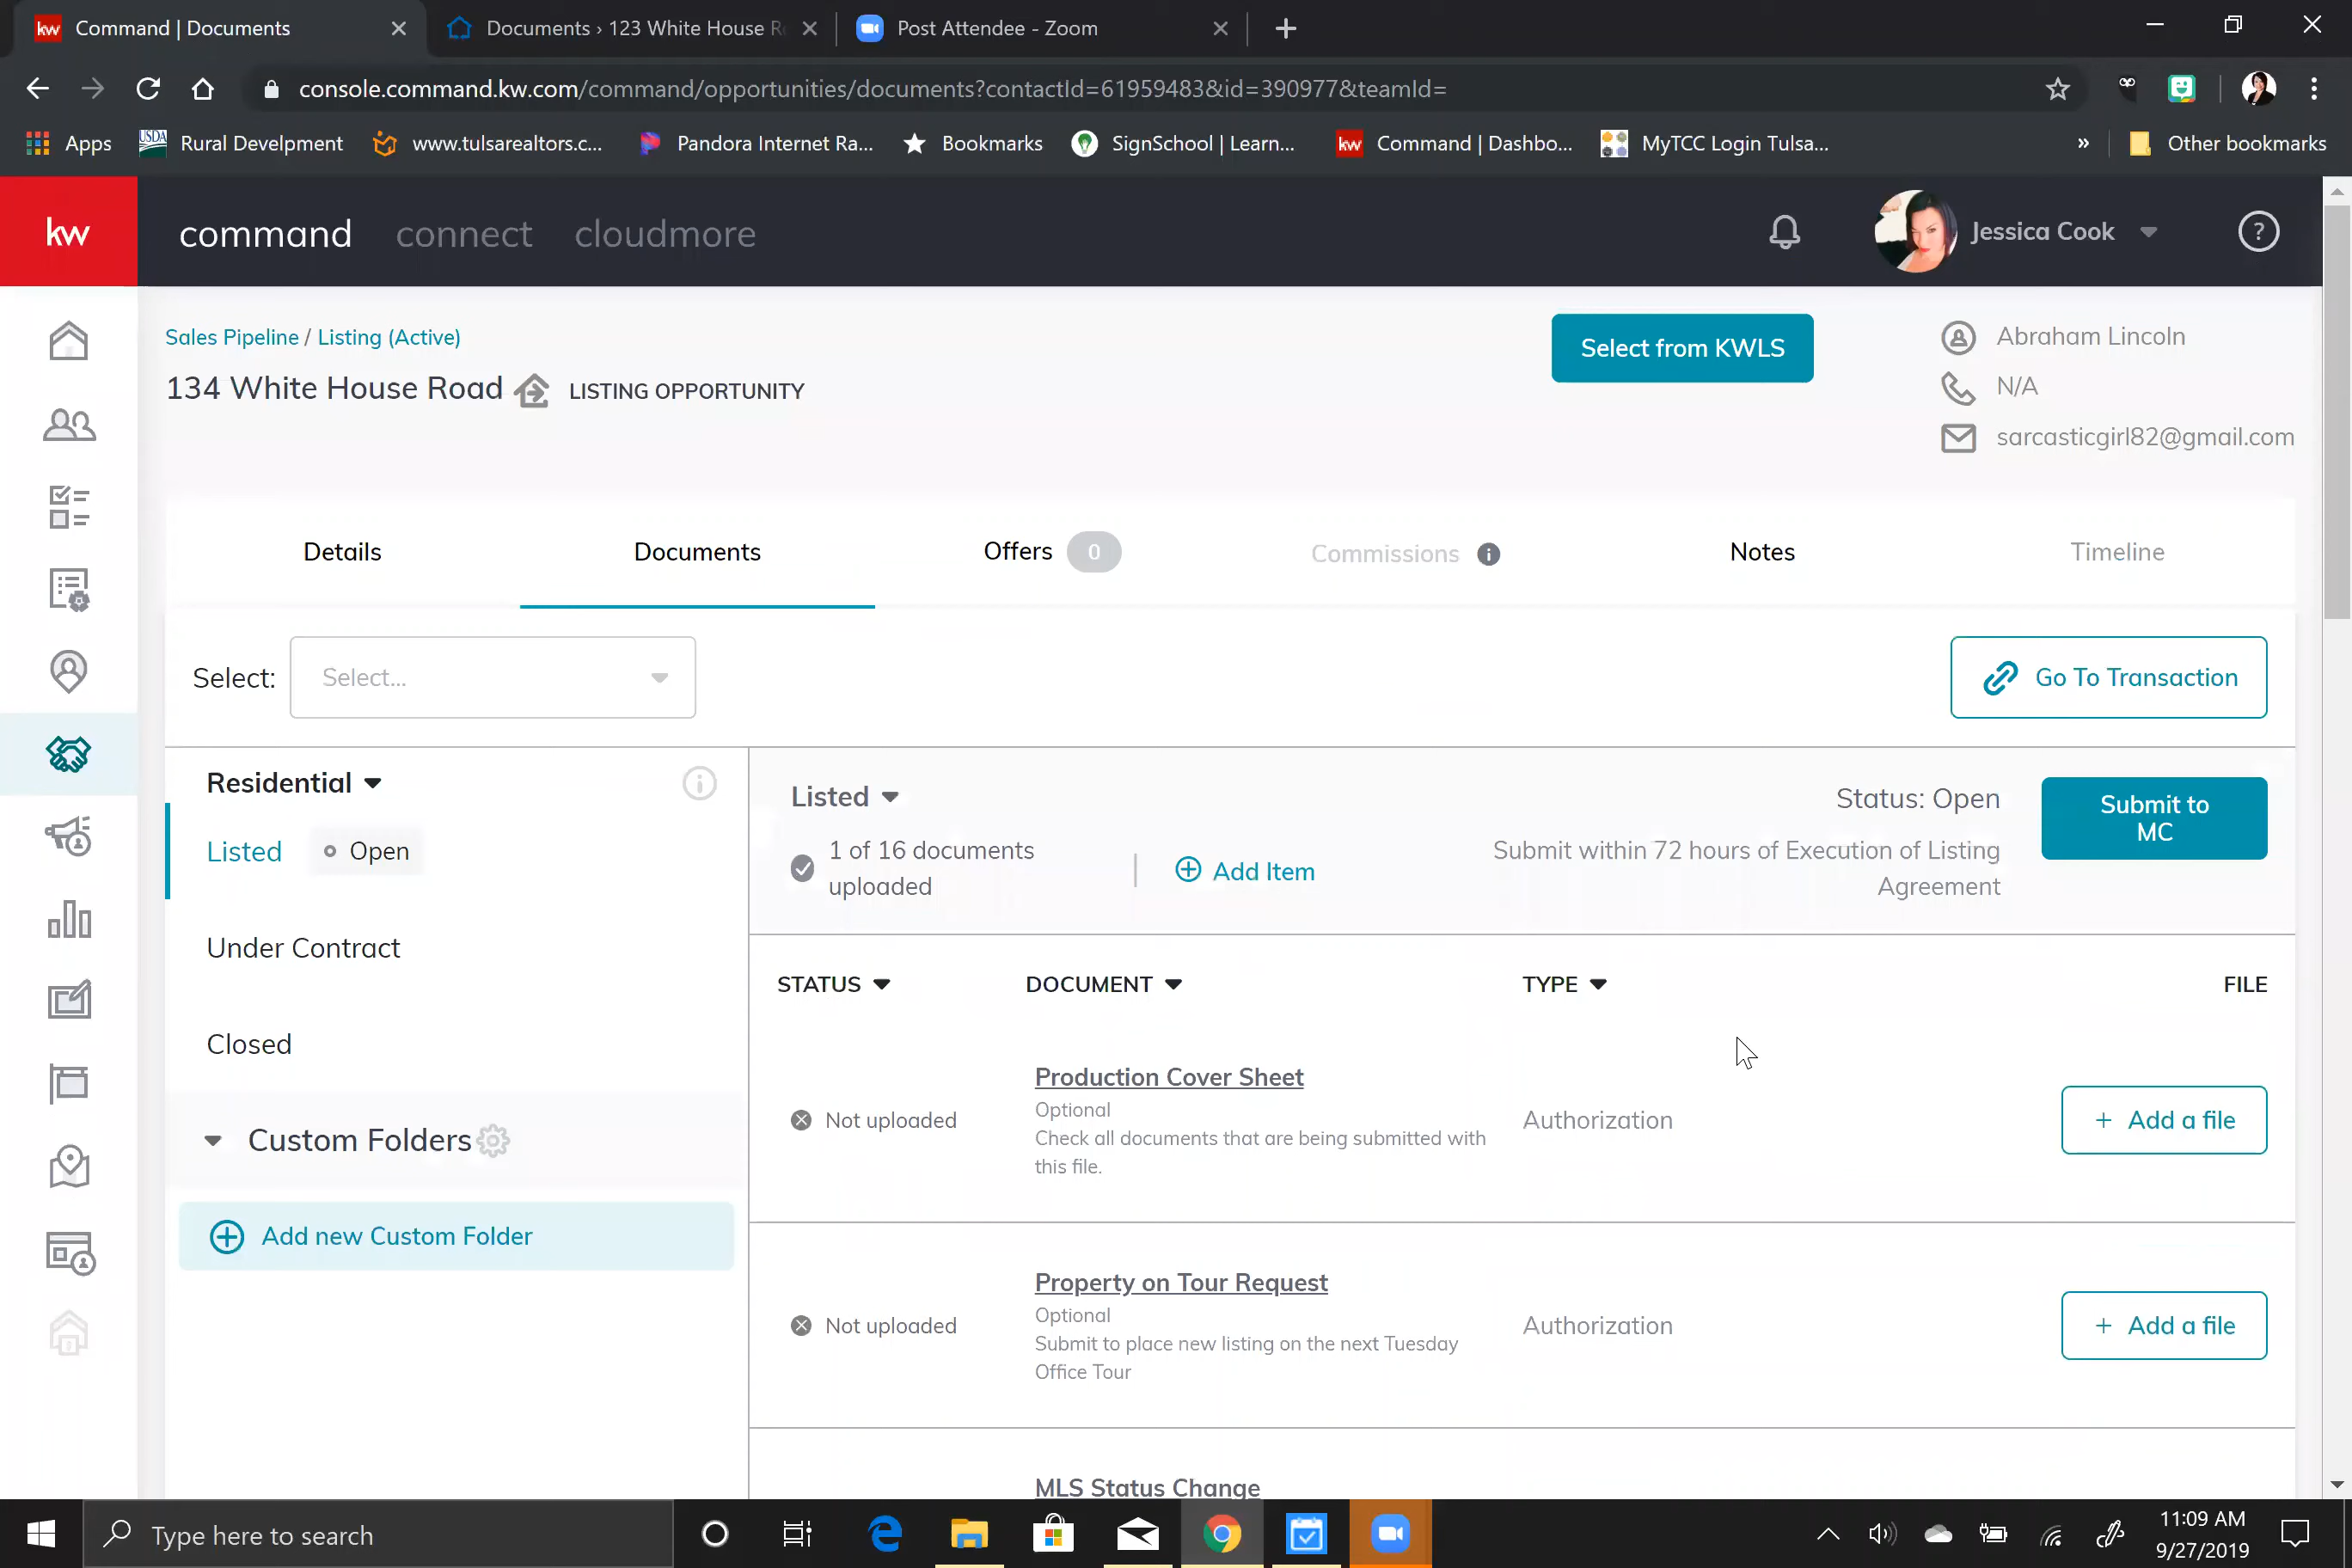 kw Command | Documents
Documents › 123 White House R
Post Attendee - Zoom
console.command.kw.com/command/opportunities/documents?contactId=61959483&id=390977&teamId=
Apps
USDA Rural Develpment
www.tulsarealtors.c...
Pandora Internet Ra...
Bookmarks
SignSchool | Learn...
kw Command | Dashbo...
MyTCC Login Tulsa...
»
Other bookmarks
kw command connect cloudmore
Jessica Cook
?
Sales Pipeline / Listing (Active)
134 White House Road LISTING OPPORTUNITY
Select from KWLS
Abraham Lincoln
N/A
sarcasticgirl82@gmail.com
Details
Documents
Offers 0
Commissions i
Notes
Timeline
Select: Select...
Go To Transaction
Residential
Listed Open
Under Contract
Closed
Custom Folders
+ Add new Custom Folder
Listed
1 of 16 documents
uploaded
+ Add Item
Status: Open
Submit within 72 hours of Execution of Listing
Agreement
Submit to
MC
STATUS DOCUMENT TYPE FILE
Not uploaded
Production Cover Sheet
Optional
Check all documents that are being submitted with
this file.
Authorization
+ Add a file
Not uploaded
Property on Tour Request
Optional
Submit to place new listing on the next Tuesday
Office Tour
Authorization
+ Add a file
MLS Status Change
Type here to search
11:09 AM
9/27/2019